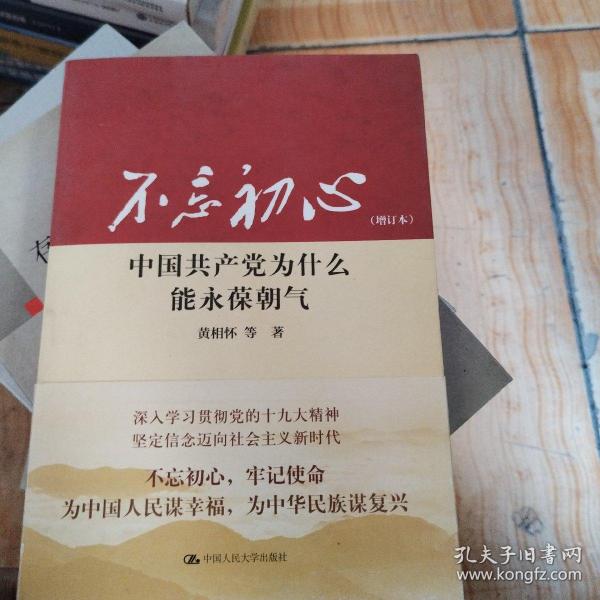 不忘初心
(增订本)
中国共产党为什么
能永葆朝气
黄相怀 等 著
深入学习贯彻党的十九大精神
坚定信念迈向社会主义新时代
不忘初心，牢记使命
为中国人民谋幸福，为中华民族谋复兴
中国人民大学出版社
孔夫子旧书网
www.kongfz.com